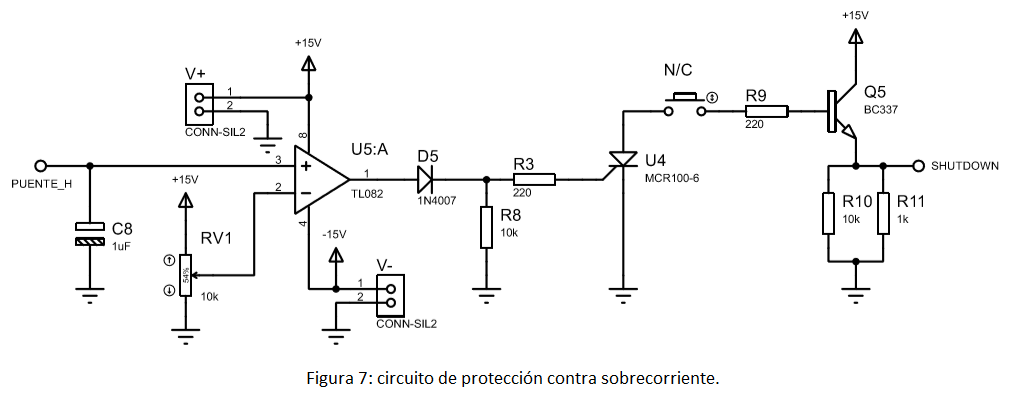 +15V
+15V
V+
1
2
CONN-SIL2
N/C
R9
220
Q5
BC337
8
U5:A
3
1
2
TL082
4
D5
1N4007
R3
220
U4
MCR100-6
PUENTE_H
+15V
SHUTDOWN
C8
1uF
RV1
54%
10k
R8
10k
R10
10k
R11
1k
-15V
V-
1
2
CONN-SIL2
Figura 7: circuito de protección contra sobrecorriente.